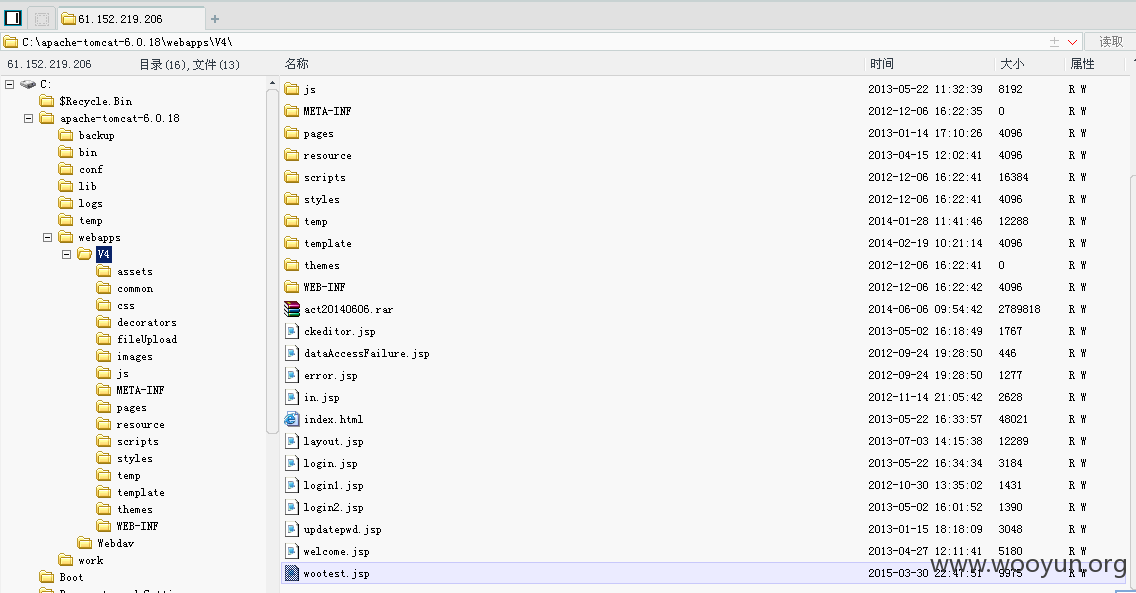 61.152.219.206
C:\apache-tomcat-6.0.18\webapps\V4\ 读取
61.152.219.206 目录(16),文件(13) 名称 时间 大小 属性
C:
$Recycle.Bin
apache-tomcat-6.0.18
backup
bin
conf
lib
logs
temp
webapps
V4
assets
common
css
decorators
fileUpload
images
js
META-INF
pages
resource
scripts
styles
temp
template
themes
WEB-INF
Webdav
work
Boot
js 2013-05-22 11:32:39 8192 R W
META-INF 2012-12-06 16:22:35 0 R W
pages 2013-01-14 17:10:26 4096 R W
resource 2013-04-15 12:02:41 4096 R W
scripts 2012-12-06 16:22:41 16384 R W
styles 2012-12-06 16:22:41 4096 R W
temp 2014-01-28 11:41:46 12288 R W
template 2014-02-19 10:21:14 4096 R W
themes 2012-12-06 16:22:41 0 R W
WEB-INF 2012-12-06 16:22:42 4096 R W
act20140606.rar 2014-06-06 09:54:42 2789818 R W
ckeditor.jsp 2013-05-02 16:18:49 1767 R W
dataAccessFailure.jsp 2012-09-24 19:28:50 446 R W
error.jsp 2012-09-24 19:28:50 1277 R W
in.jsp 2012-11-14 21:05:42 2628 R W
index.html 2013-05-22 16:33:57 48021 R W
layout.jsp 2013-07-03 14:15:38 12289 R W
login.jsp 2013-05-22 16:34:34 3184 R W
login1.jsp 2012-10-30 13:35:02 1431 R W
login2.jsp 2013-05-02 16:01:52 1390 R W
updatepwd.jsp 2013-01-15 18:18:09 3048 R W
welcome.jsp 2013-04-27 12:11:41 5180 R W
wootest.jsp 2015-03-30 22:47:51 9975 R W
www.wooyun.org